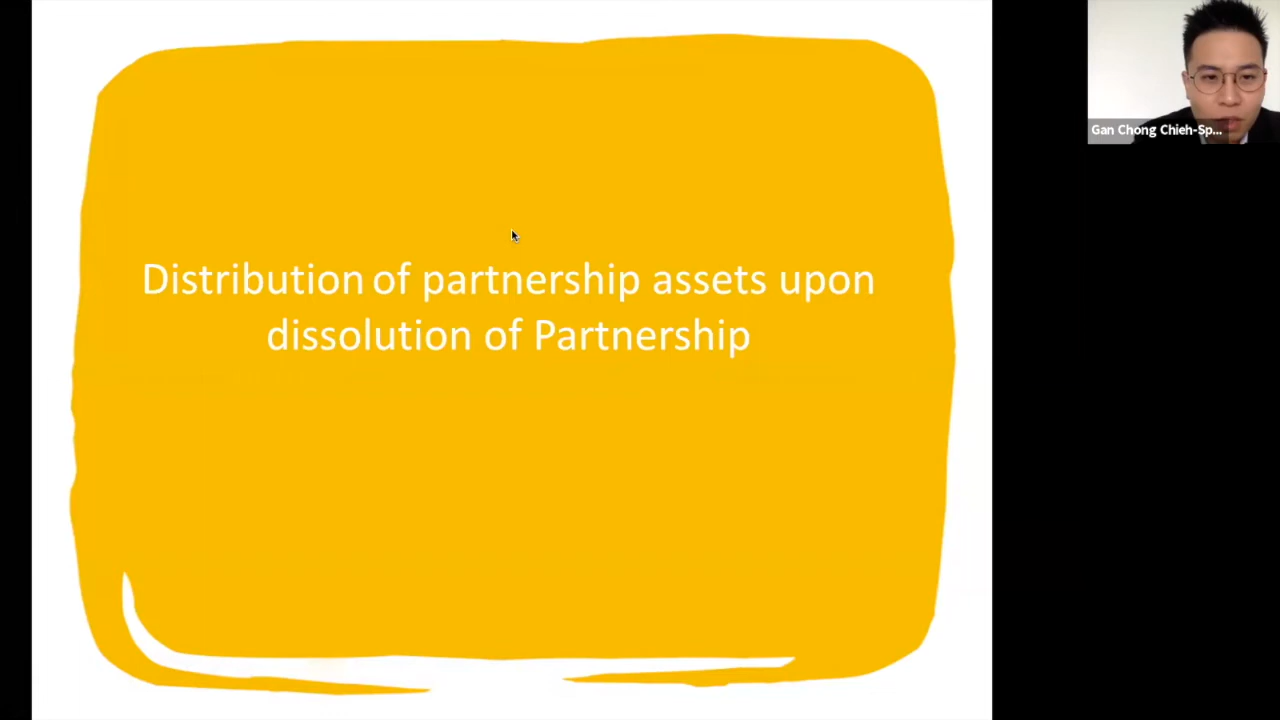 Distribution of partnership assets upon
dissolution of Partnership
Gan Chong Chieh-Sp...